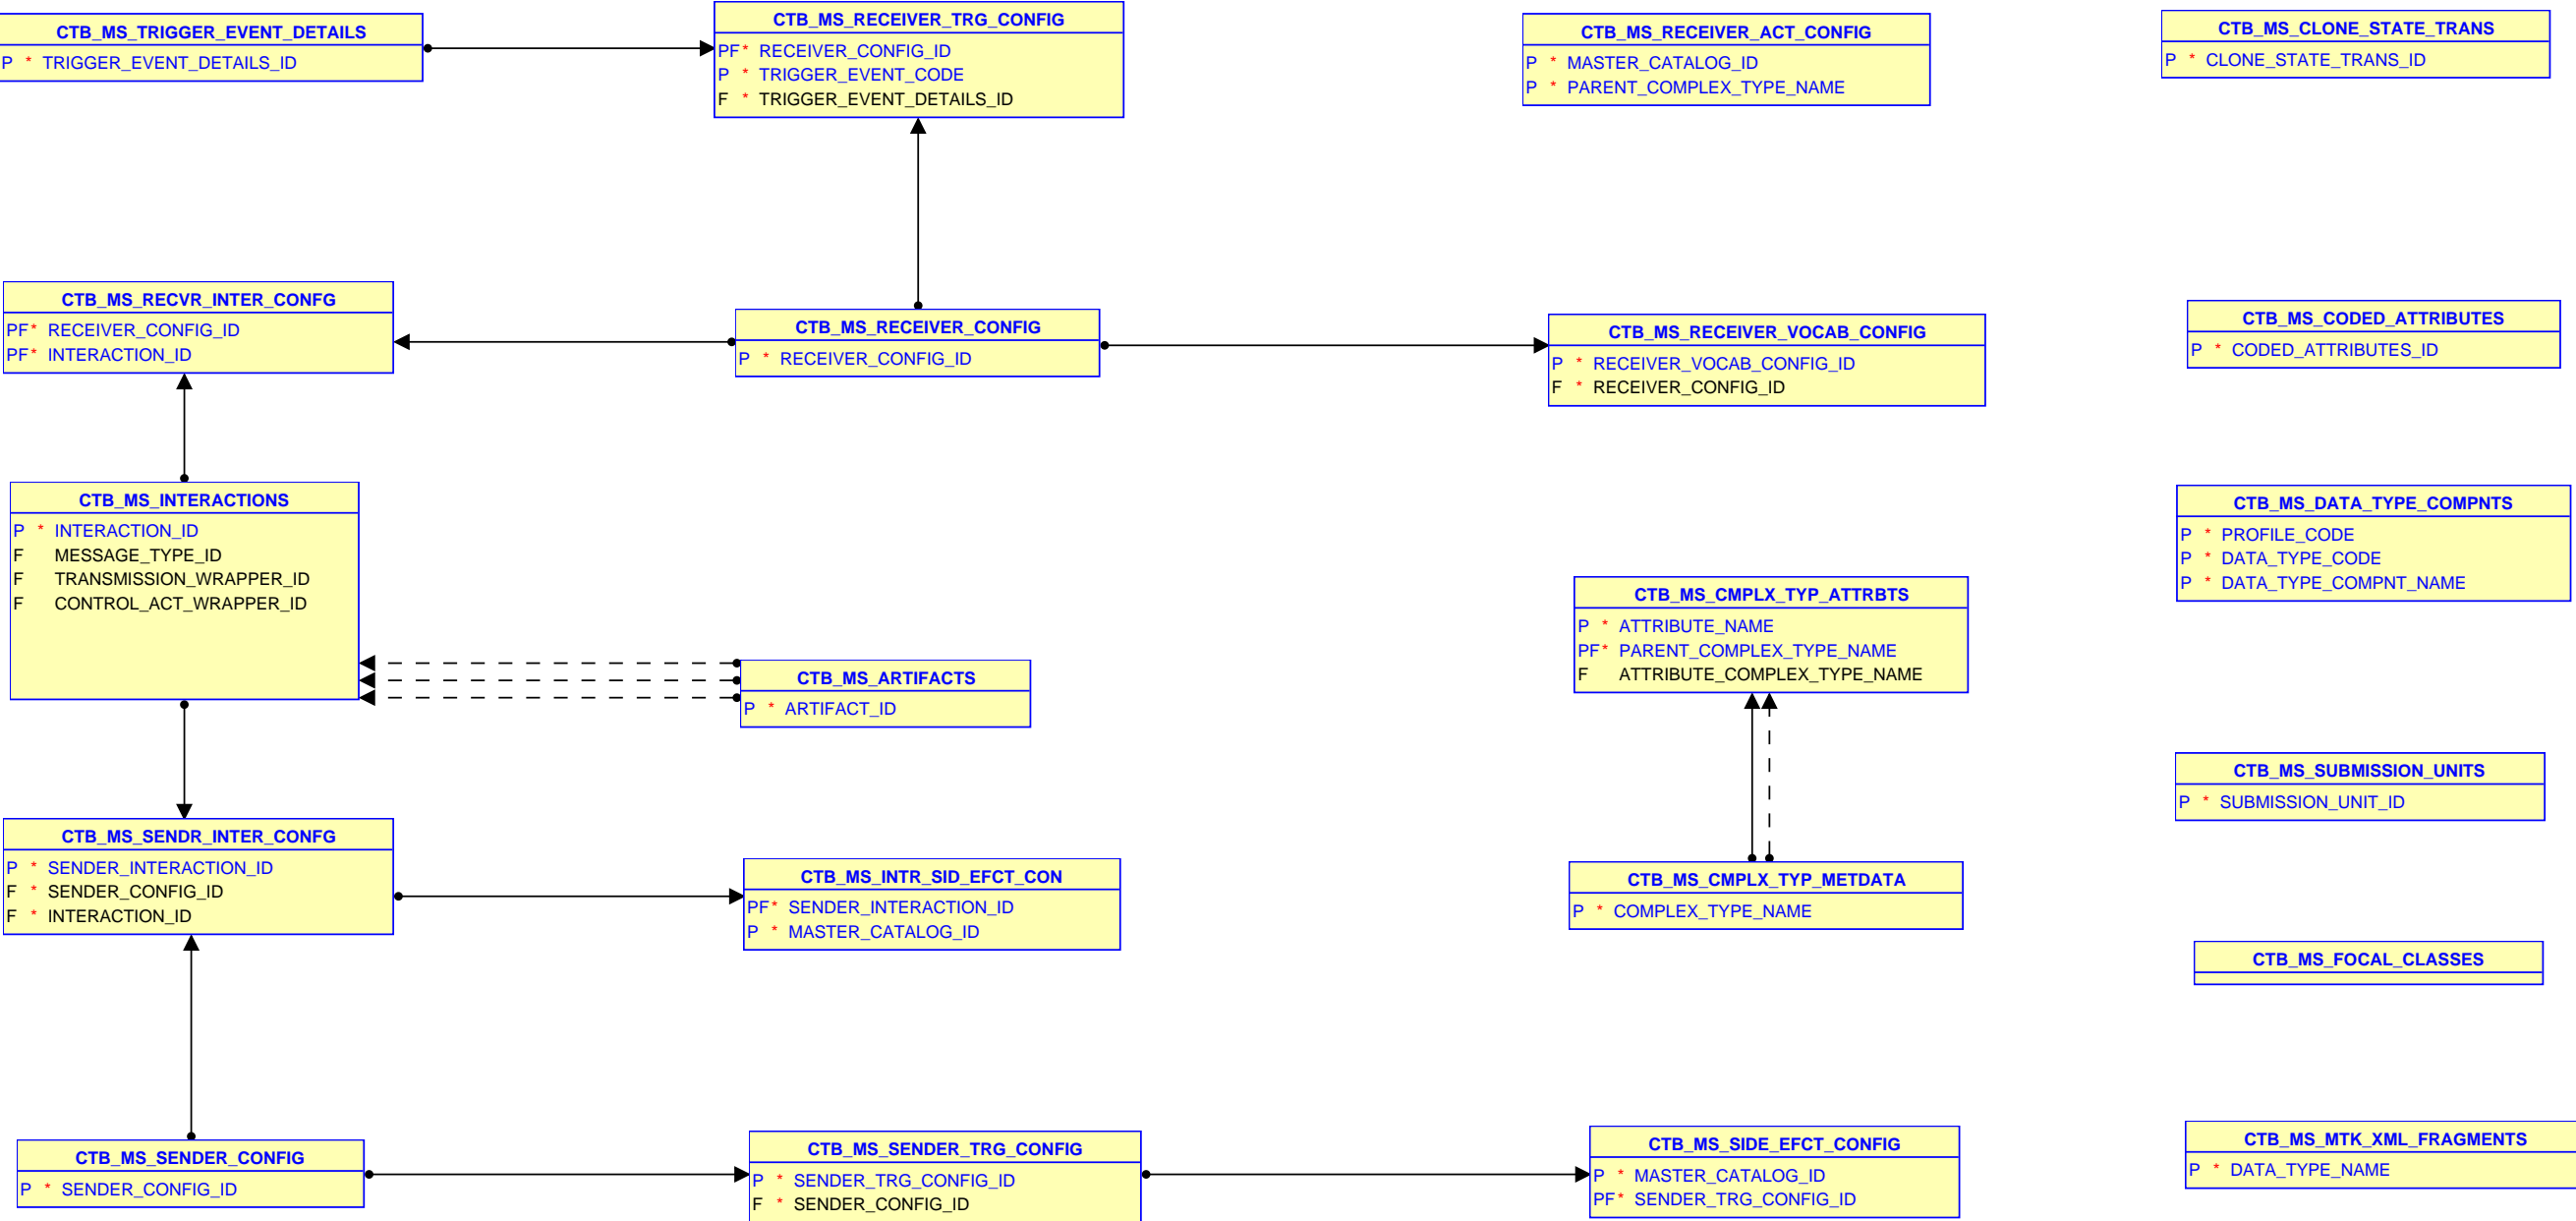 CTB_MS_TRIGGER_EVENT_DETAILS
P * TRIGGER_EVENT_DETAILS_ID
CTB_MS_RECEIVER_TRG_CONFIG
PF* RECEIVER_CONFIG_ID
P * TRIGGER_EVENT_CODE
F * TRIGGER_EVENT_DETAILS_ID
CTB_MS_RECEIVER_ACT_CONFIG
P * MASTER_CATALOG_ID
P * PARENT_COMPLEX_TYPE_NAME
CTB_MS_CLONE_STATE_TRANS
P * CLONE_STATE_TRANS_ID
CTB_MS_RECVR_INTER_CONFG
PF* RECEIVER_CONFIG_ID
PF* INTERACTION_ID
CTB_MS_RECEIVER_CONFIG
P * RECEIVER_CONFIG_ID
CTB_MS_RECEIVER_VOCAB_CONFIG
P * RECEIVER_VOCAB_CONFIG_ID
F * RECEIVER_CONFIG_ID
CTB_MS_CODED_ATTRIBUTES
P * CODED_ATTRIBUTES_ID
CTB_MS_INTERACTIONS
P * INTERACTION_ID
F MESSAGE_TYPE_ID
F TRANSMISSION_WRAPPER_ID
F CONTROL_ACT_WRAPPER_ID
CTB_MS_ARTIFACTS
P * ARTIFACT_ID
CTB_MS_CMPLX_TYP_ATTRBTS
P * ATTRIBUTE_NAME
PF* PARENT_COMPLEX_TYPE_NAME
F ATTRIBUTE_COMPLEX_TYPE_NAME
CTB_MS_DATA_TYPE_COMPNTS
P * PROFILE_CODE
P * DATA_TYPE_CODE
P * DATA_TYPE_COMPNT_NAME
CTB_MS_SUBMISSION_UNITS
P * SUBMISSION_UNIT_ID
CTB_MS_SENDR_INTER_CONFG
P * SENDER_INTERACTION_ID
F * SENDER_CONFIG_ID
F * INTERACTION_ID
CTB_MS_INTR_SID_EFCT_CON
PF* SENDER_INTERACTION_ID
P * MASTER_CATALOG_ID
CTB_MS_CMPLX_TYP_METDATA
P * COMPLEX_TYPE_NAME
CTB_MS_FOCAL_CLASSES
CTB_MS_SENDER_CONFIG
P * SENDER_CONFIG_ID
CTB_MS_SENDER_TRG_CONFIG
P * SENDER_TRG_CONFIG_ID
F * SENDER_CONFIG_ID
CTB_MS_SIDE_EFCT_CONFIG
P * MASTER_CATALOG_ID
PF* SENDER_TRG_CONFIG_ID
CTB_MS_MTK_XML_FRAGMENTS
P * DATA_TYPE_NAME